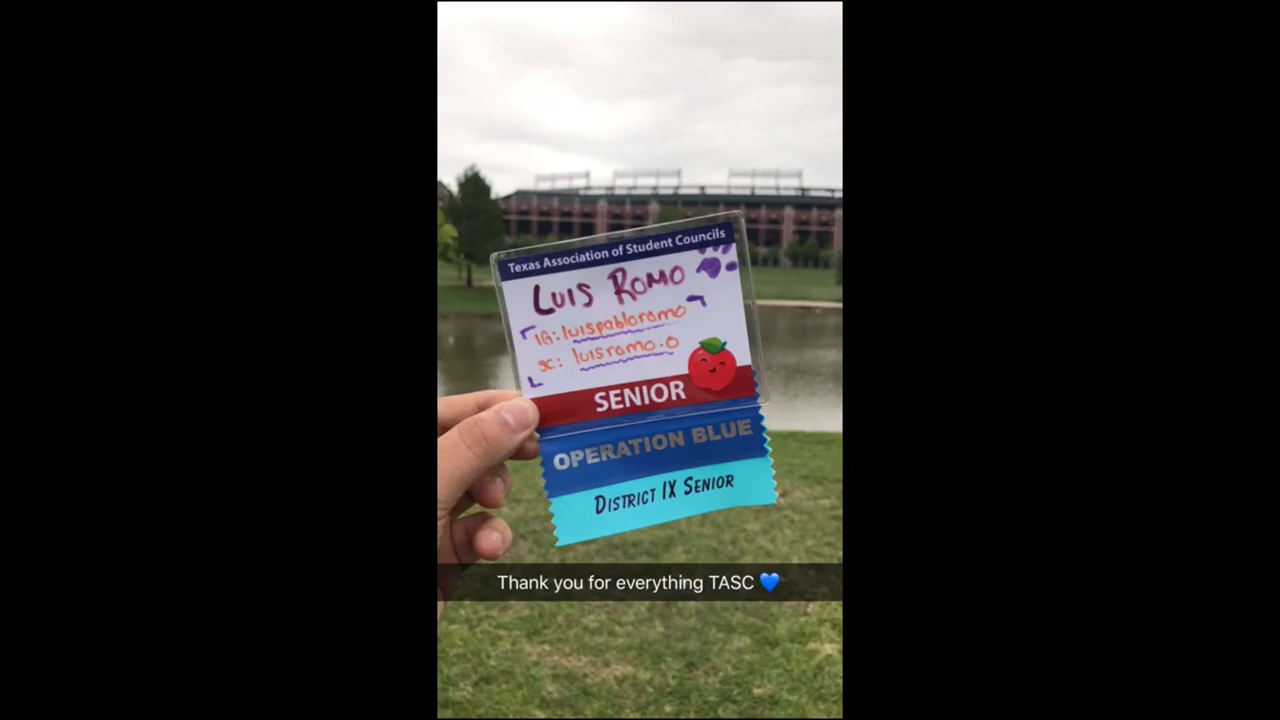 Texas Association of Student Councils
LUIS ROMO
IG: luispabloramo
sc: luisramo.o
SENIOR
OPERATION BLUE
DISTRICT IX SENIOR
Thank you for everything TASC 💙